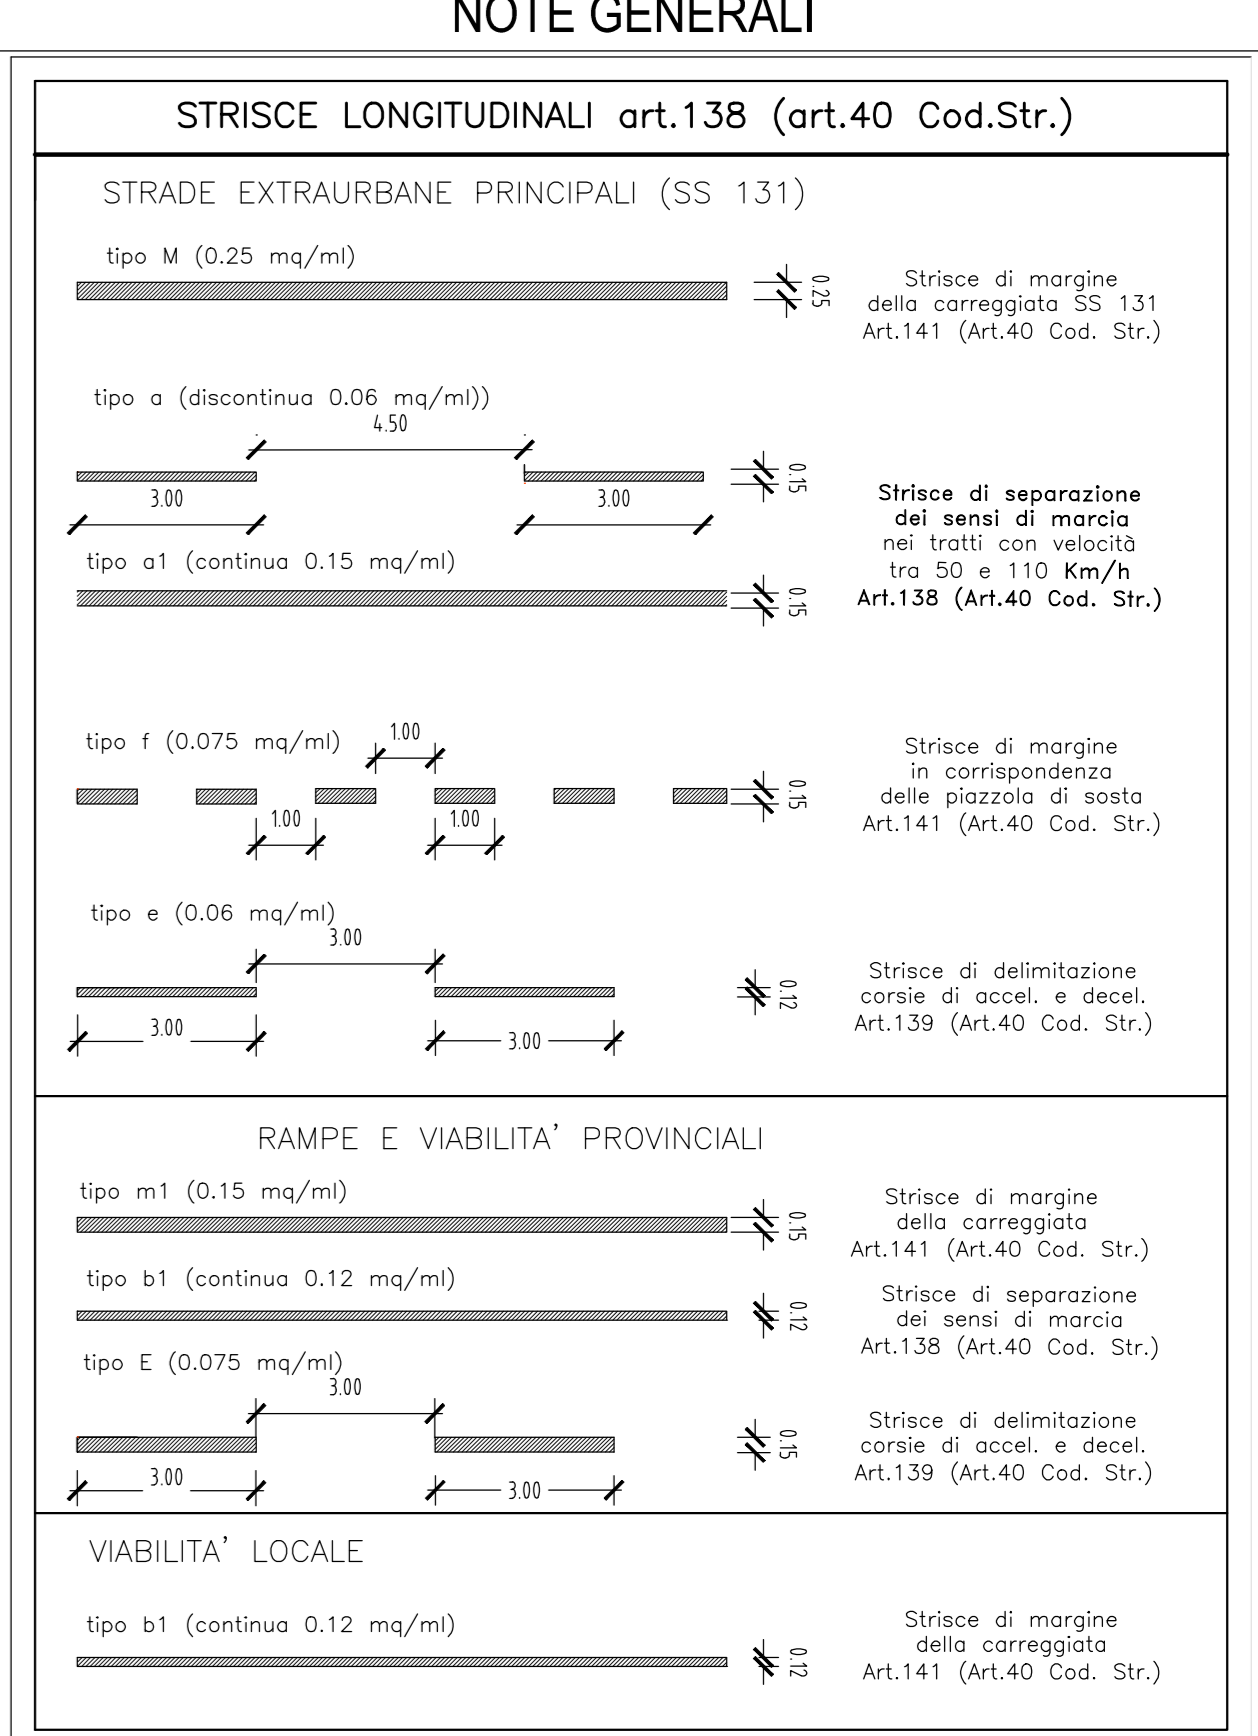 NOTE GENERALI
STRISCE LONGITUDINALI art.138 (art.40 Cod.Str.)
STRADE EXTRAURBANE PRINCIPALI (SS 131)
tipo M (0.25 mq/ml)
0.25
Strisce di margine
della carreggiata SS 131
Art.141 (Art.40 Cod. Str.)
tipo a (discontinua 0.06 mq/ml))
4.50
3.00
3.00
0.15
tipo a1 (continua 0.15 mq/ml)
0.15
Strisce di separazione
dei sensi di marcia
nei tratti con velocità
tra 50 e 110 Km/h
Art.138 (Art.40 Cod. Str.)
tipo f (0.075 mq/ml)
1.00
1.00
1.00
0.15
Strisce di margine
in corrispondenza
delle piazzola di sosta
Art.141 (Art.40 Cod. Str.)
tipo e (0.06 mq/ml)
3.00
3.00
3.00
0.12
Strisce di delimitazione
corsie di accel. e decel.
Art.139 (Art.40 Cod. Str.)
RAMPE E VIABILITA' PROVINCIALI
tipo m1 (0.15 mq/ml)
0.15
Strisce di margine
della carreggiata
Art.141 (Art.40 Cod. Str.)
tipo b1 (continua 0.12 mq/ml)
0.12
Strisce di separazione
dei sensi di marcia
Art.138 (Art.40 Cod. Str.)
tipo E (0.075 mq/ml)
3.00
3.00
3.00
0.15
Strisce di delimitazione
corsie di accel. e decel.
Art.139 (Art.40 Cod. Str.)
VIABILITA' LOCALE
tipo b1 (continua 0.12 mq/ml)
0.12
Strisce di margine
della carreggiata
Art.141 (Art.40 Cod. Str.)